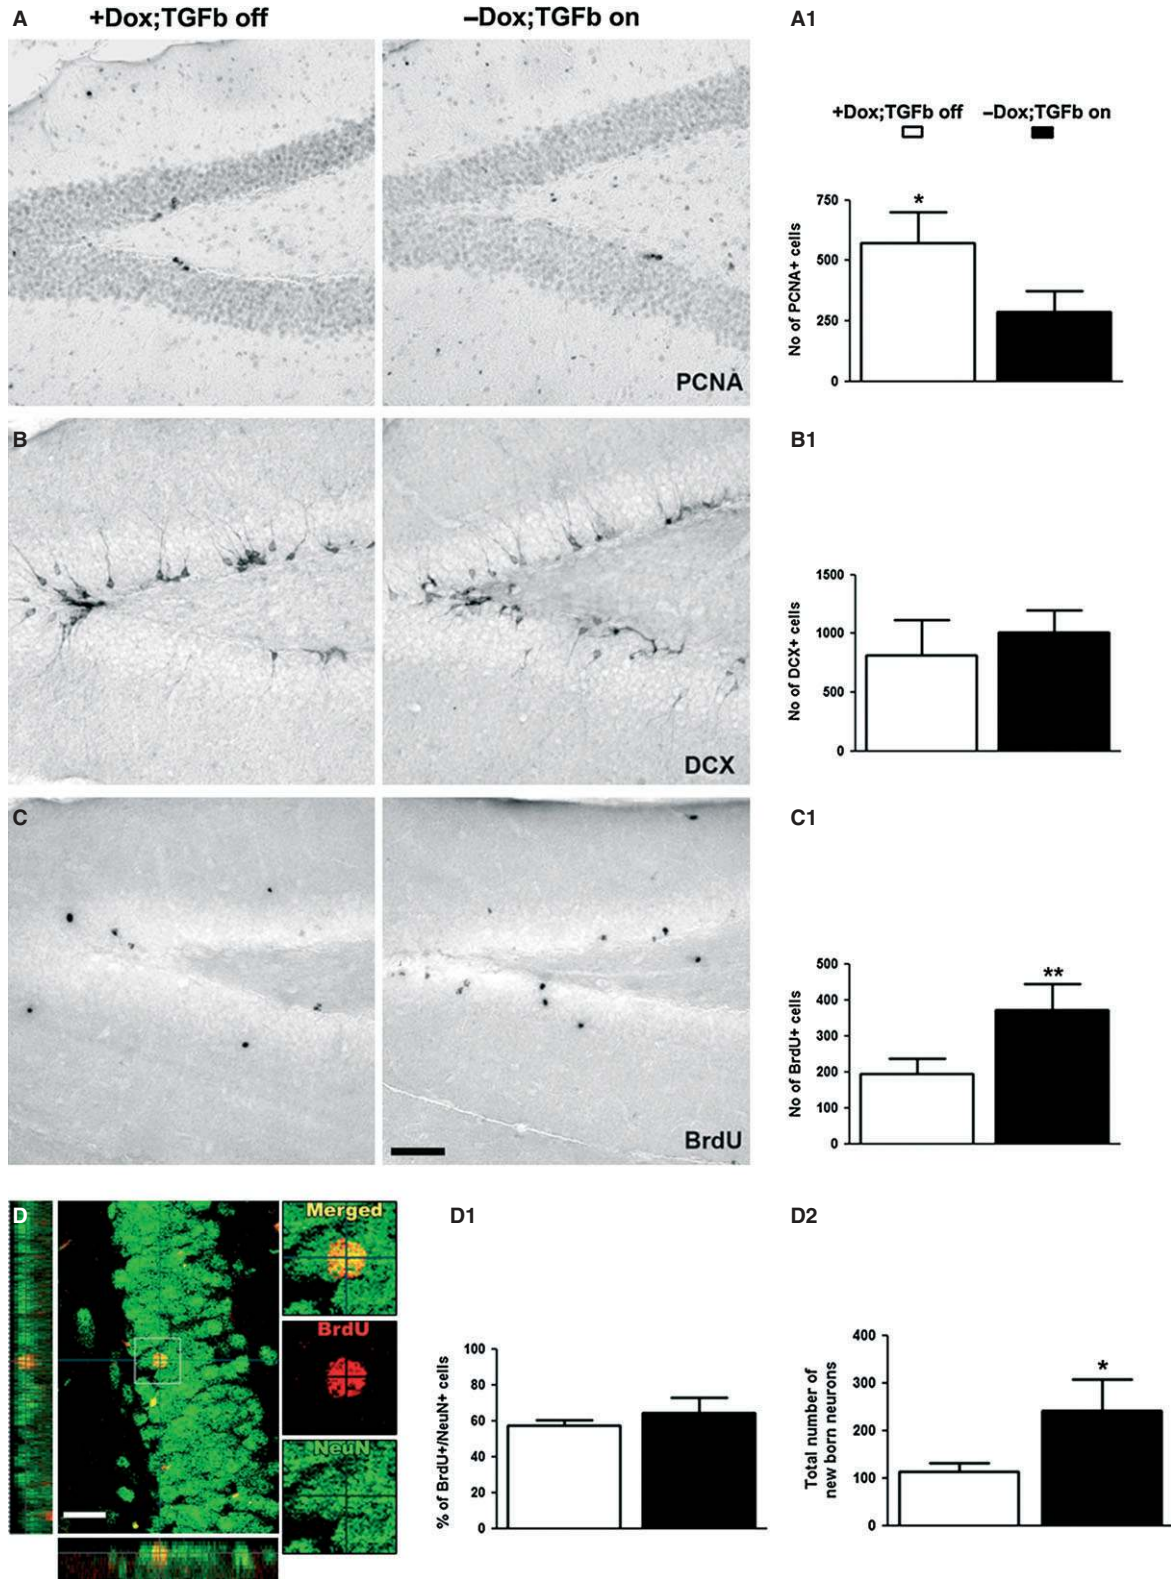 A
+Dox;TGFb off
–Dox;TGFb on
A1
+Dox;TGFb off
–Dox;TGFb on
PCNA
No of PCNA+ cells
750
500
250
0
*
B
DCX
B1
No of DCX+ cells
1500
1000
500
0
C
BrdU
C1
No of BrdU+ cells
500
400
300
200
100
0
**
D
Merged
BrdU
NeuN
D1
% of BrdU+/NeuN+ cells
100
80
60
40
20
0
D2
Total number of
new born neurons
400
300
200
100
0
*